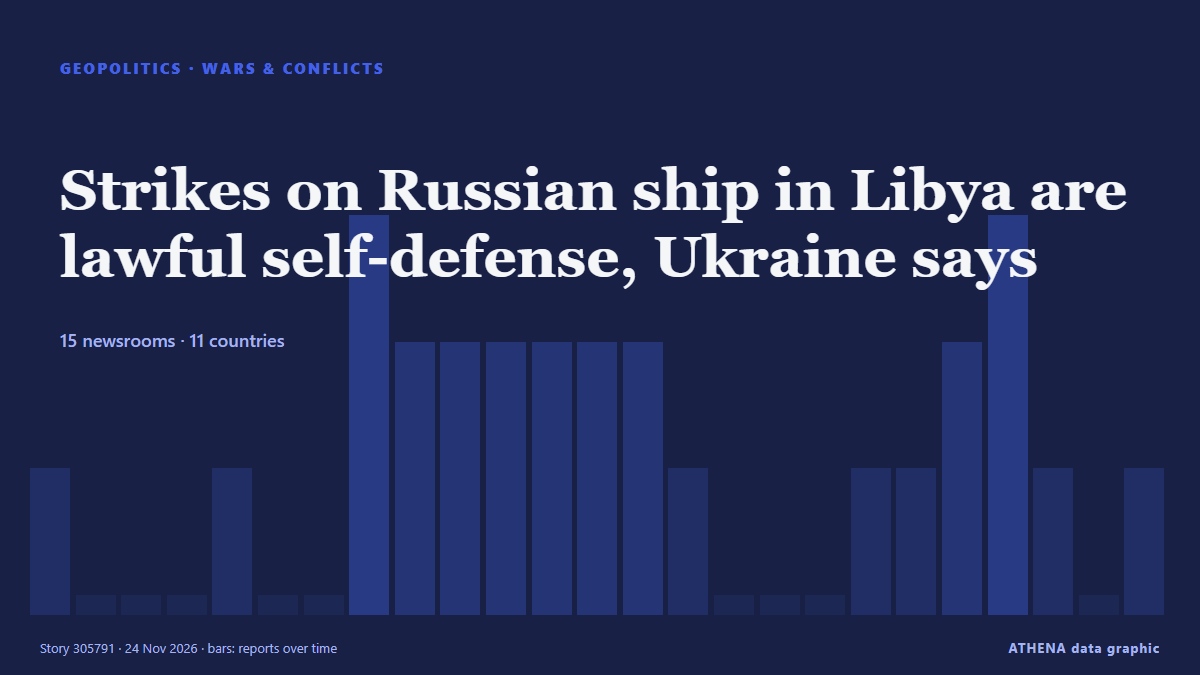 GEOPOLITICS · WARS & CONFLICTS
Strikes on Russian ship in Libya are
lawful self-defense, Ukraine says
15 newsrooms · 11 countries
Story 305791 · 24 Nov 2026 · bars: reports over time
ATHENA data graphic